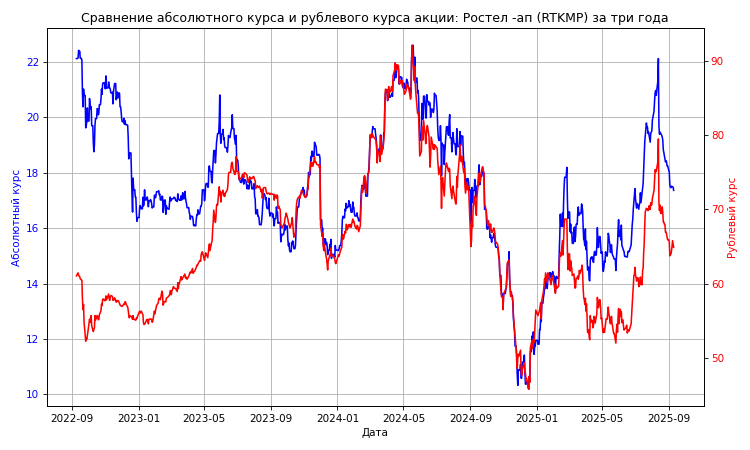 Сравнение абсолютного курса и рублевого курса акции: Ростел -ап (RTKMP) за три года
Абсолютный курс
22
20
18
16
14
12
10
90
80
70
60
50
Рублевый курс
2022-09 2023-01 2023-05 2023-09 2024-01 2024-05 2024-09 2025-01 2025-05 2025-09
Дата